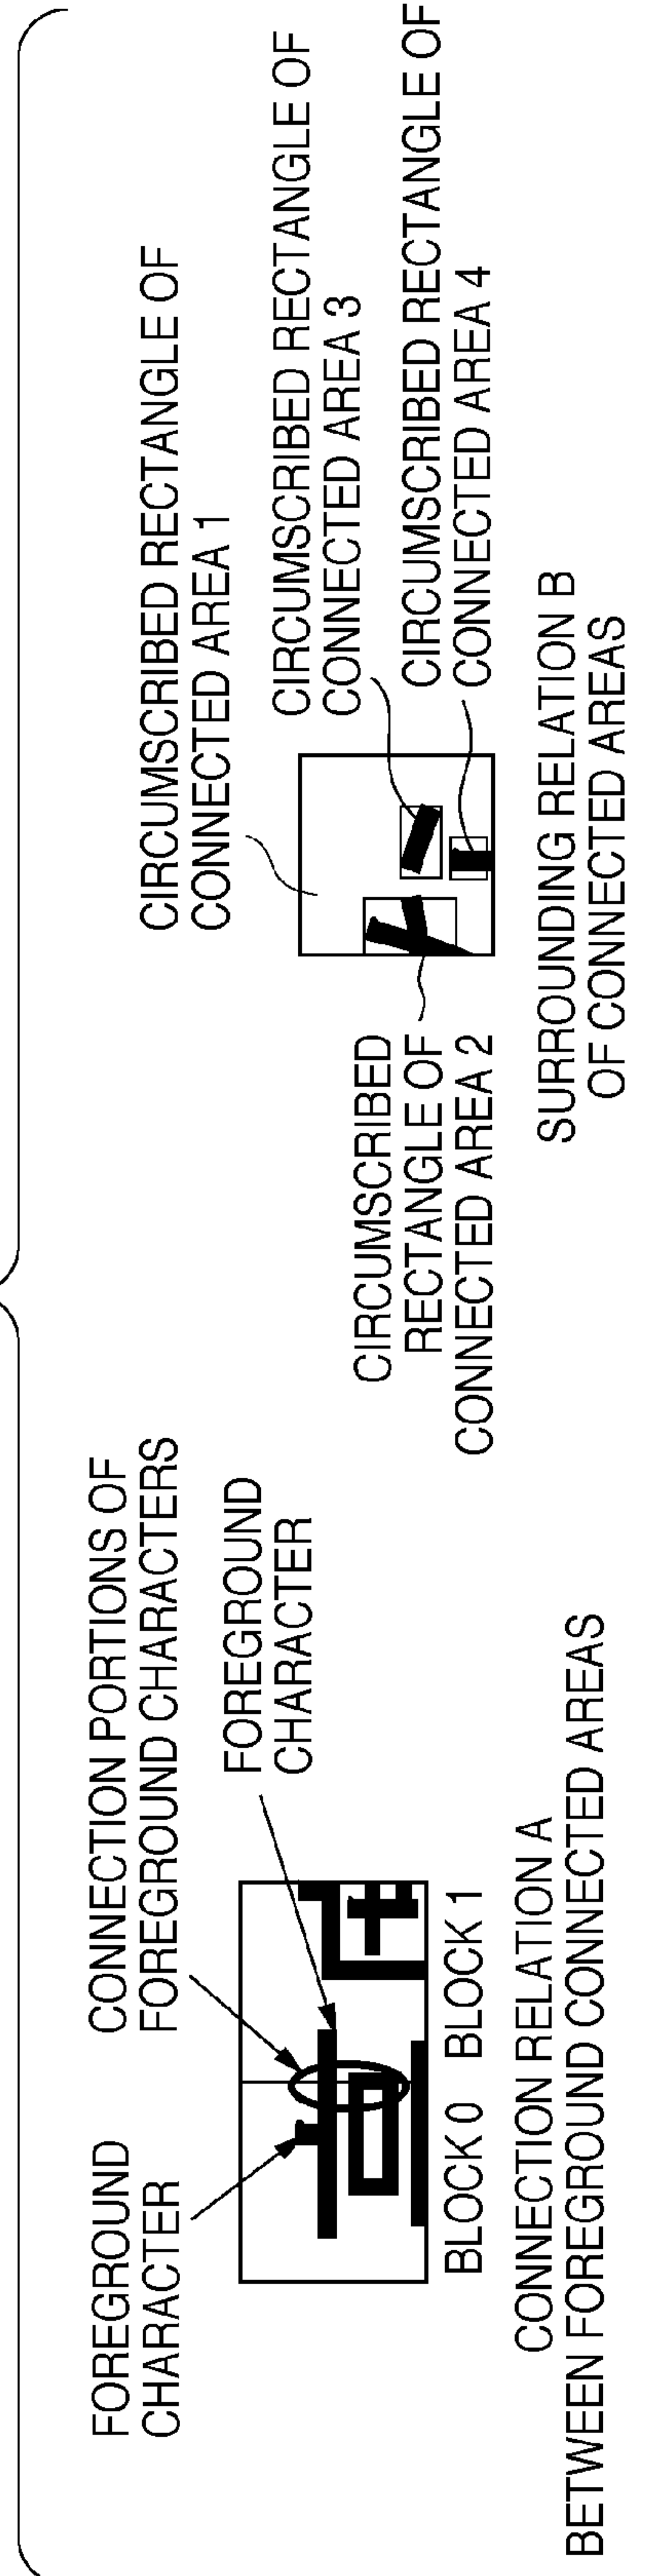 FOREGROUND
CHARACTER
CONNECTION PORTIONS OF
FOREGROUND CHARACTERS
FOREGROUND
CHARACTER
BLOCK 0
BLOCK 1
CONNECTION RELATION A
BETWEEN FOREGROUND CONNECTED AREAS
CIRCUMSCRIBED RECTANGLE OF
CONNECTED AREA 1
CIRCUMSCRIBED RECTANGLE OF
CONNECTED AREA 3
CIRCUMSCRIBED RECTANGLE OF
CONNECTED AREA 4
CIRCUMSCRIBED
RECTANGLE OF
CONNECTED AREA 2
SURROUNDING RELATION B
OF CONNECTED AREAS